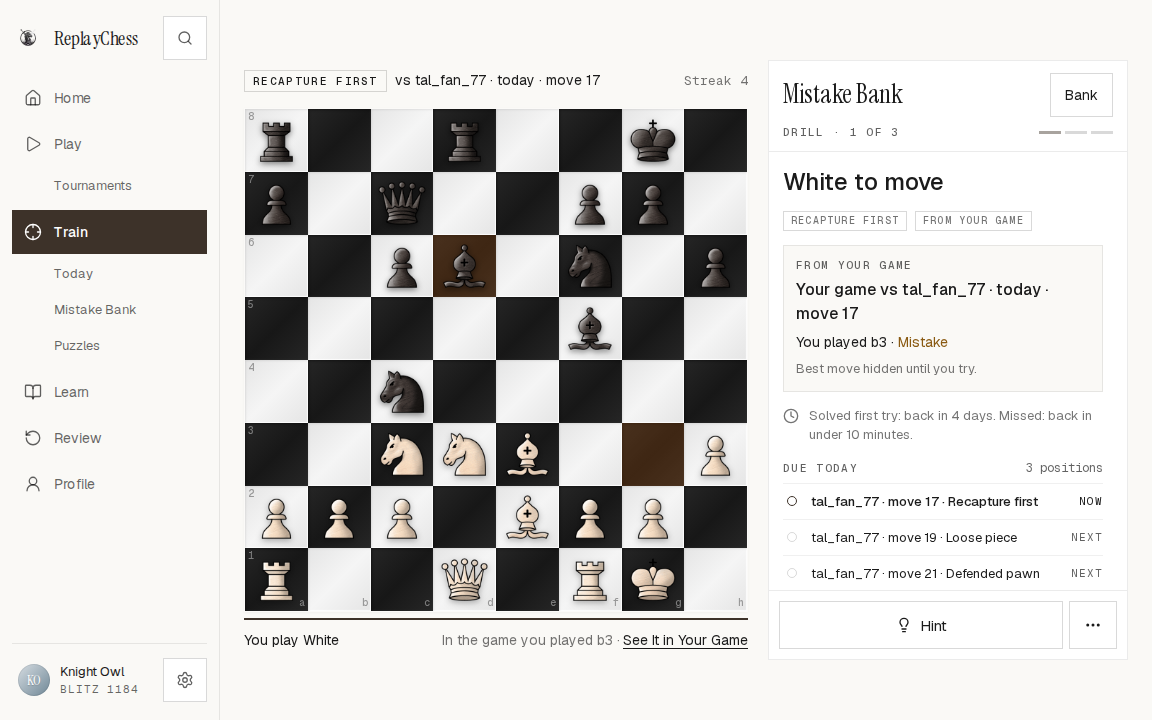 ReplayChess
Home
Play
Tournaments
Train
Today
Mistake Bank
Puzzles
Learn
Review
Profile
Knight Owl
KO
BLITZ 1184
RECAPTURE FIRST
vs tal_fan_77 · today · move 17
Streak 4
8
7
6
5
4
3
2
1
a
b
c
d
e
f
g
h
You play White
In the game you played b3 · See It in Your Game
Mistake Bank
Bank
DRILL · 1 OF 3
White to move
RECAPTURE FIRST
FROM YOUR GAME
FROM YOUR GAME
Your game vs tal_fan_77 · today ·
move 17
You played b3 · Mistake
Best move hidden until you try.
Solved first try: back in 4 days. Missed: back in
under 10 minutes.
DUE TODAY
3 positions
tal_fan_77 · move 17 · Recapture first
NOW
tal_fan_77 · move 19 · Loose piece
NEXT
tal_fan_77 · move 21 · Defended pawn
NEXT
Hint